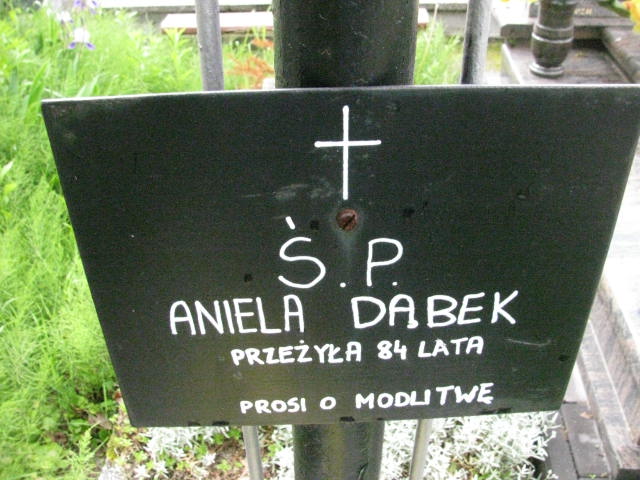 Ś.P.
ANIELA DĄBEK
PRZEŻYŁA 84 LATA
PROSI O MODLITWĘ